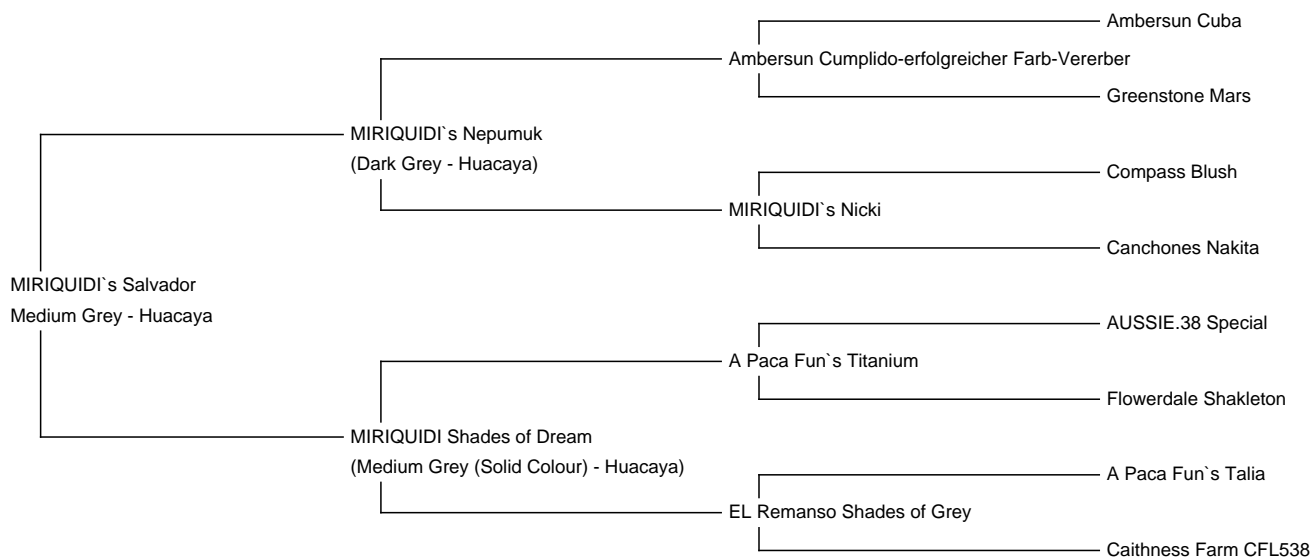 Ambersun Cuba
Ambersun Cumplido-erfolgreicher Farb-Vererber
Greenstone Mars
MIRIQUIDI`s Nepumuk
(Dark Grey - Huacaya)
Compass Blush
MIRIQUIDI`s Nicki
Canchones Nakita
MIRIQUIDI`s Salvador
Medium Grey - Huacaya
AUSSIE.38 Special
A Paca Fun`s Titanium
Flowerdale Shakleton
MIRIQUIDI Shades of Dream
(Medium Grey (Solid Colour) - Huacaya)
A Paca Fun`s Talia
EL Remanso Shades of Grey
Caithness Farm CFL538